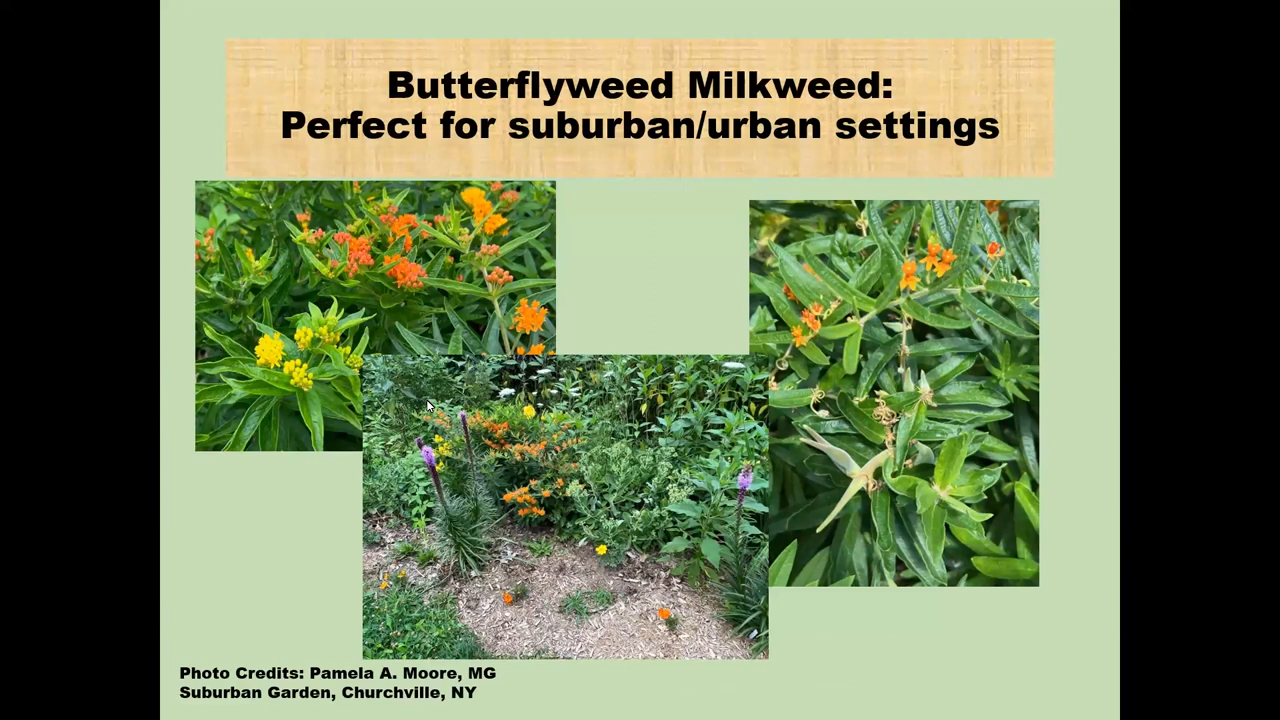 Butterflyweed Milkweed:
Perfect for suburban/urban settings
Photo Credits: Pamela A. Moore, MG
Suburban Garden, Churchville, NY